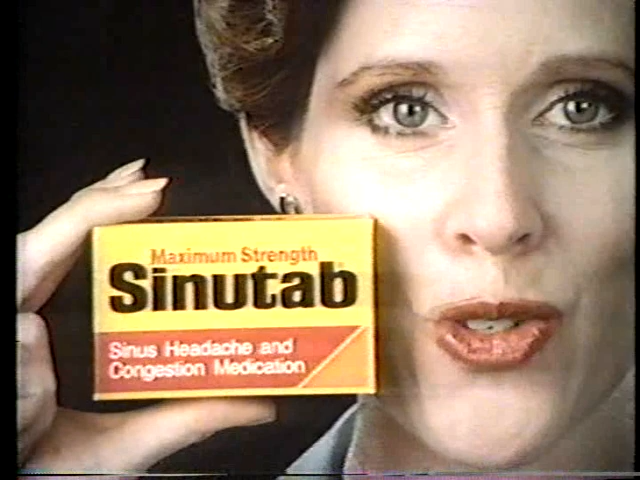 Maximum Strength
Sinutab
Sinus Headache and
Congestion Medication